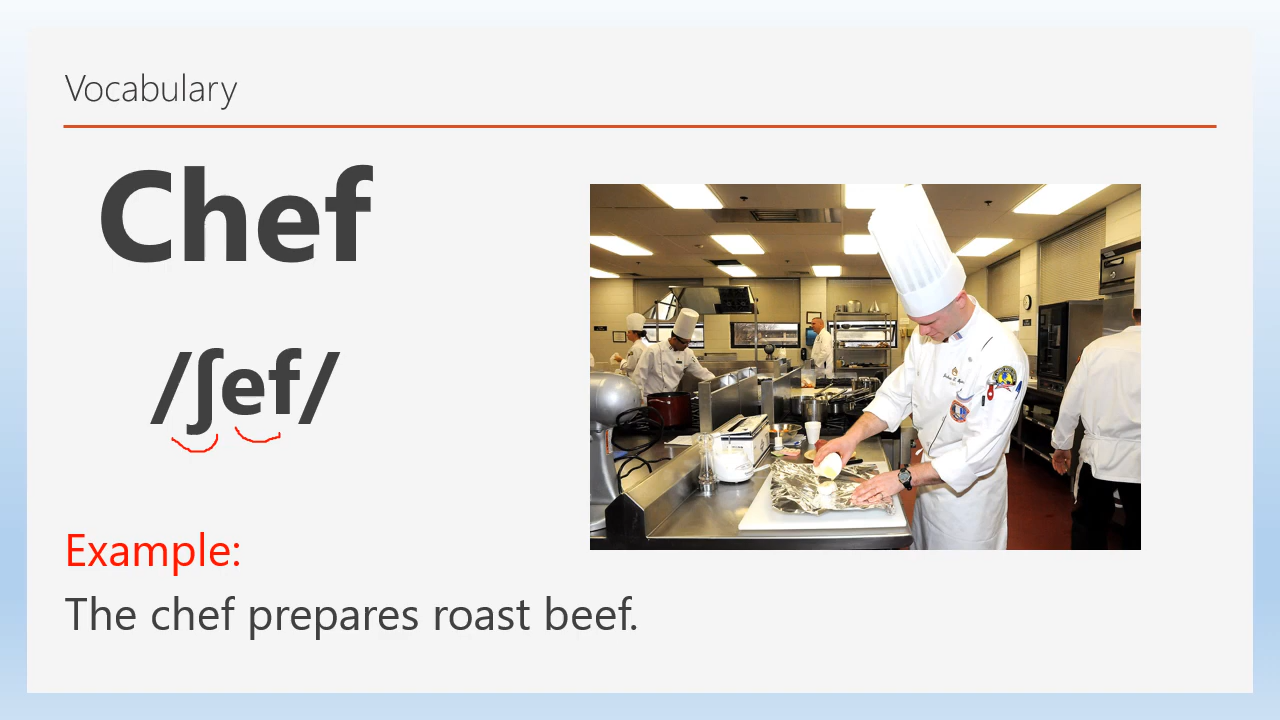 Vocabulary
Chef
/ʃef/
Example:
The chef prepares roast beef.